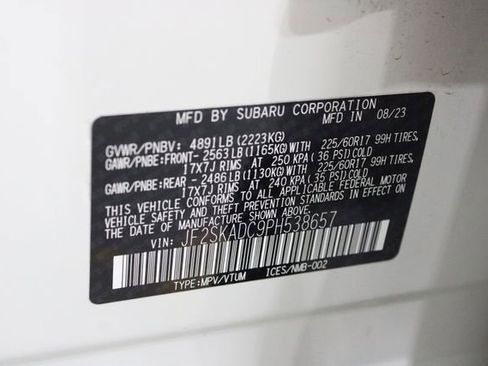 MFD BY SUBARU CORPORATION
MFD IN 08/23
GVWR/PNBV: 4891LB(2223KG)
GAWR/PNBE:FRONT- 2563LB(1165KG)WITH 225/60R17 99H TIRES,
17X7J RIMS AT 250 KPA(36 PSI)COLD
GAWR/PNBE:REAR - 2486LB(1130KG)WITH 225/60R17 99H TIRES,
17X7J RIMS AT 240 KPA(35 PSI)COLD
THIS VEHICLE CONFORMS TO ALL APPLICABLE FEDERAL MOTOR
VEHICLE SAFETY AND THEFT PREVENTION STANDARDS IN EFFECT
ON THE DATE OF MANUFACTURE SHOWN ABOVE.
VIN: JF2SKADC9PH538657
TYPE:MPV/VTUM ICES/NMB-002